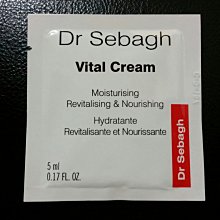 Dr Sebagh
Vital Cream
Moisturising
Revitalising & Nourishing
Hydratante
Revitalisante et Nourissante
5 ml
0.17 FL. OZ.
Dr Sebagh